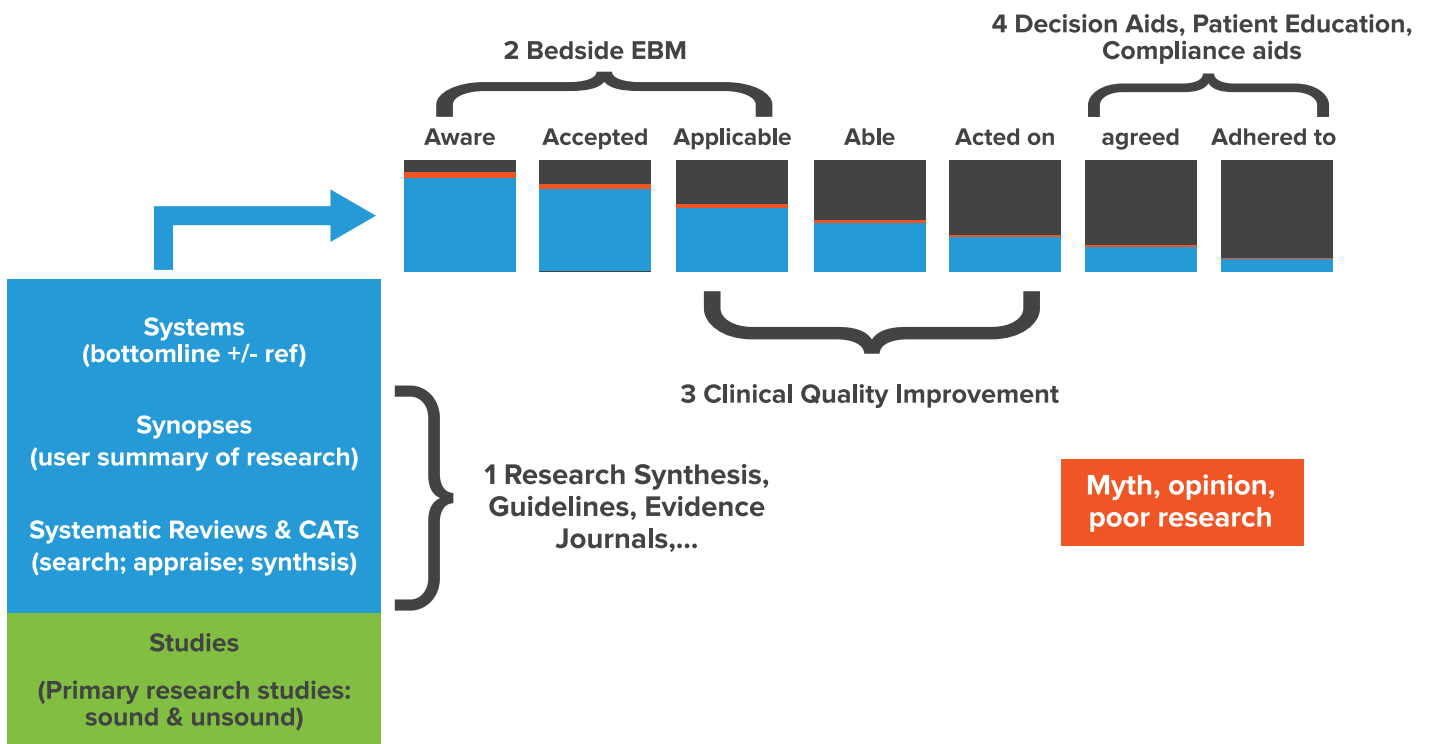 4 Decision Aids, Patient Education,
Compliance aids
2 Bedside EBM
Aware
Accepted
Applicable
Able
Acted on
agreed
Adhered to
Systems
(bottomline +/- ref)
Synopses
(user summary of research)
Systematic Reviews & CATs
(search; appraise; synthsis)
Studies
(Primary research studies:
sound & unsound)
1 Research Synthesis,
Guidelines, Evidence
Journals,...
3 Clinical Quality Improvement
Myth, opinion,
poor research